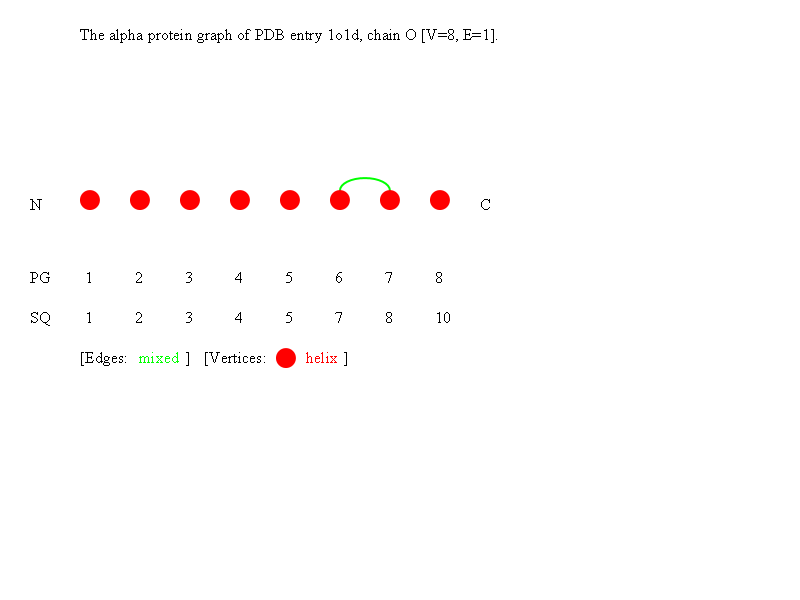 The alpha protein graph of PDB entry 1o1d, chain O [V=8, E=1].
N C
PG 1 2 3 4 5 6 7 8
SQ 1 2 3 4 5 7 8 10
[Edges: mixed ] [Vertices: helix ]